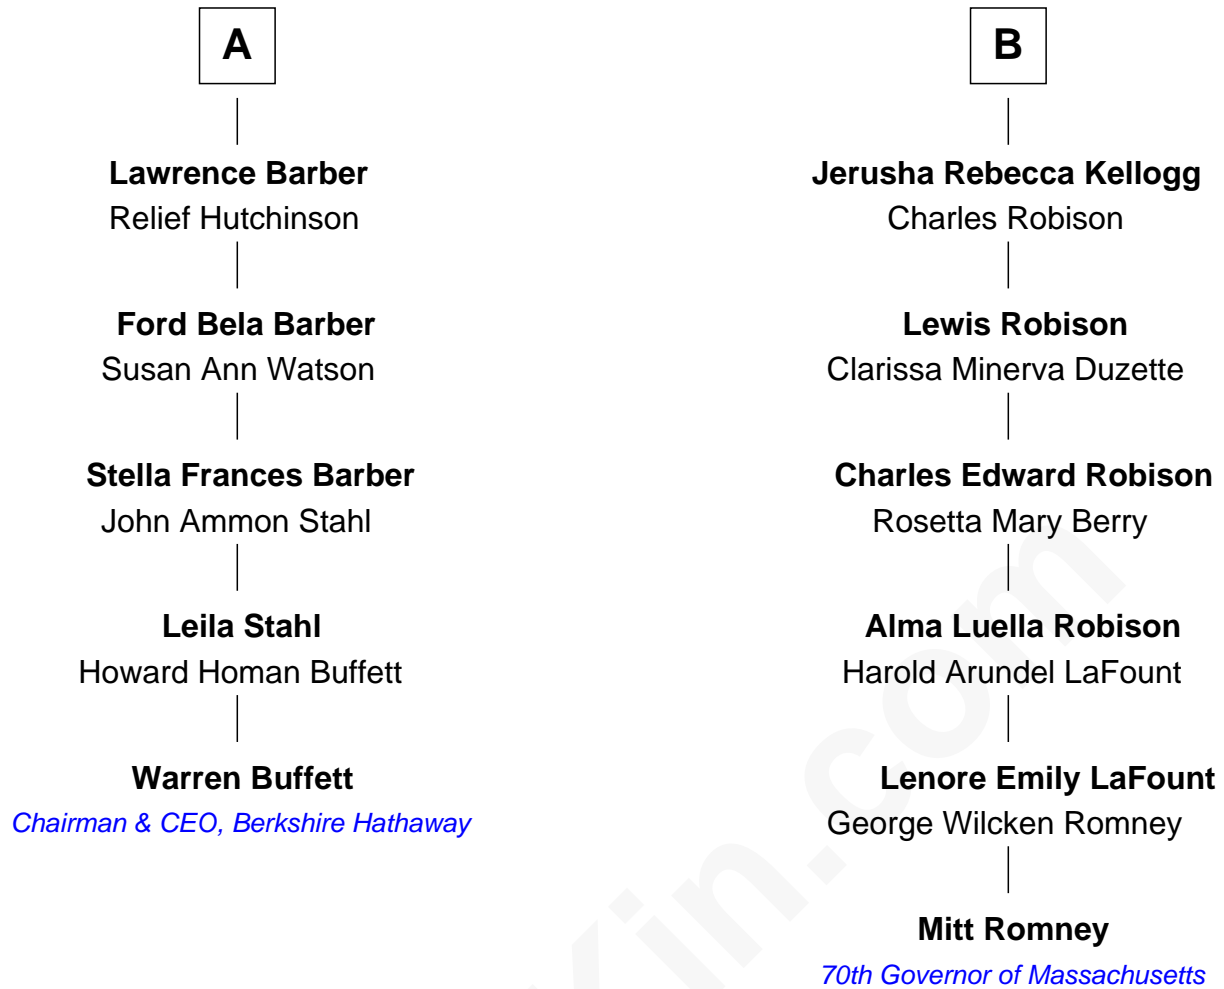 A
Lawrence Barber
Relief Hutchinson
Ford Bela Barber
Susan Ann Watson
Stella Frances Barber
John Ammon Stahl
Leila Stahl
Howard Homan Buffett
Warren Buffett
Chairman & CEO, Berkshire Hathaway
B
Jerusha Rebecca Kellogg
Charles Robison
Lewis Robison
Clarissa Minerva Duzette
Charles Edward Robison
Rosetta Mary Berry
Alma Luella Robison
Harold Arundel LaFount
Lenore Emily LaFount
George Wilcken Romney
Mitt Romney
70th Governor of Massachusetts
Kin.com